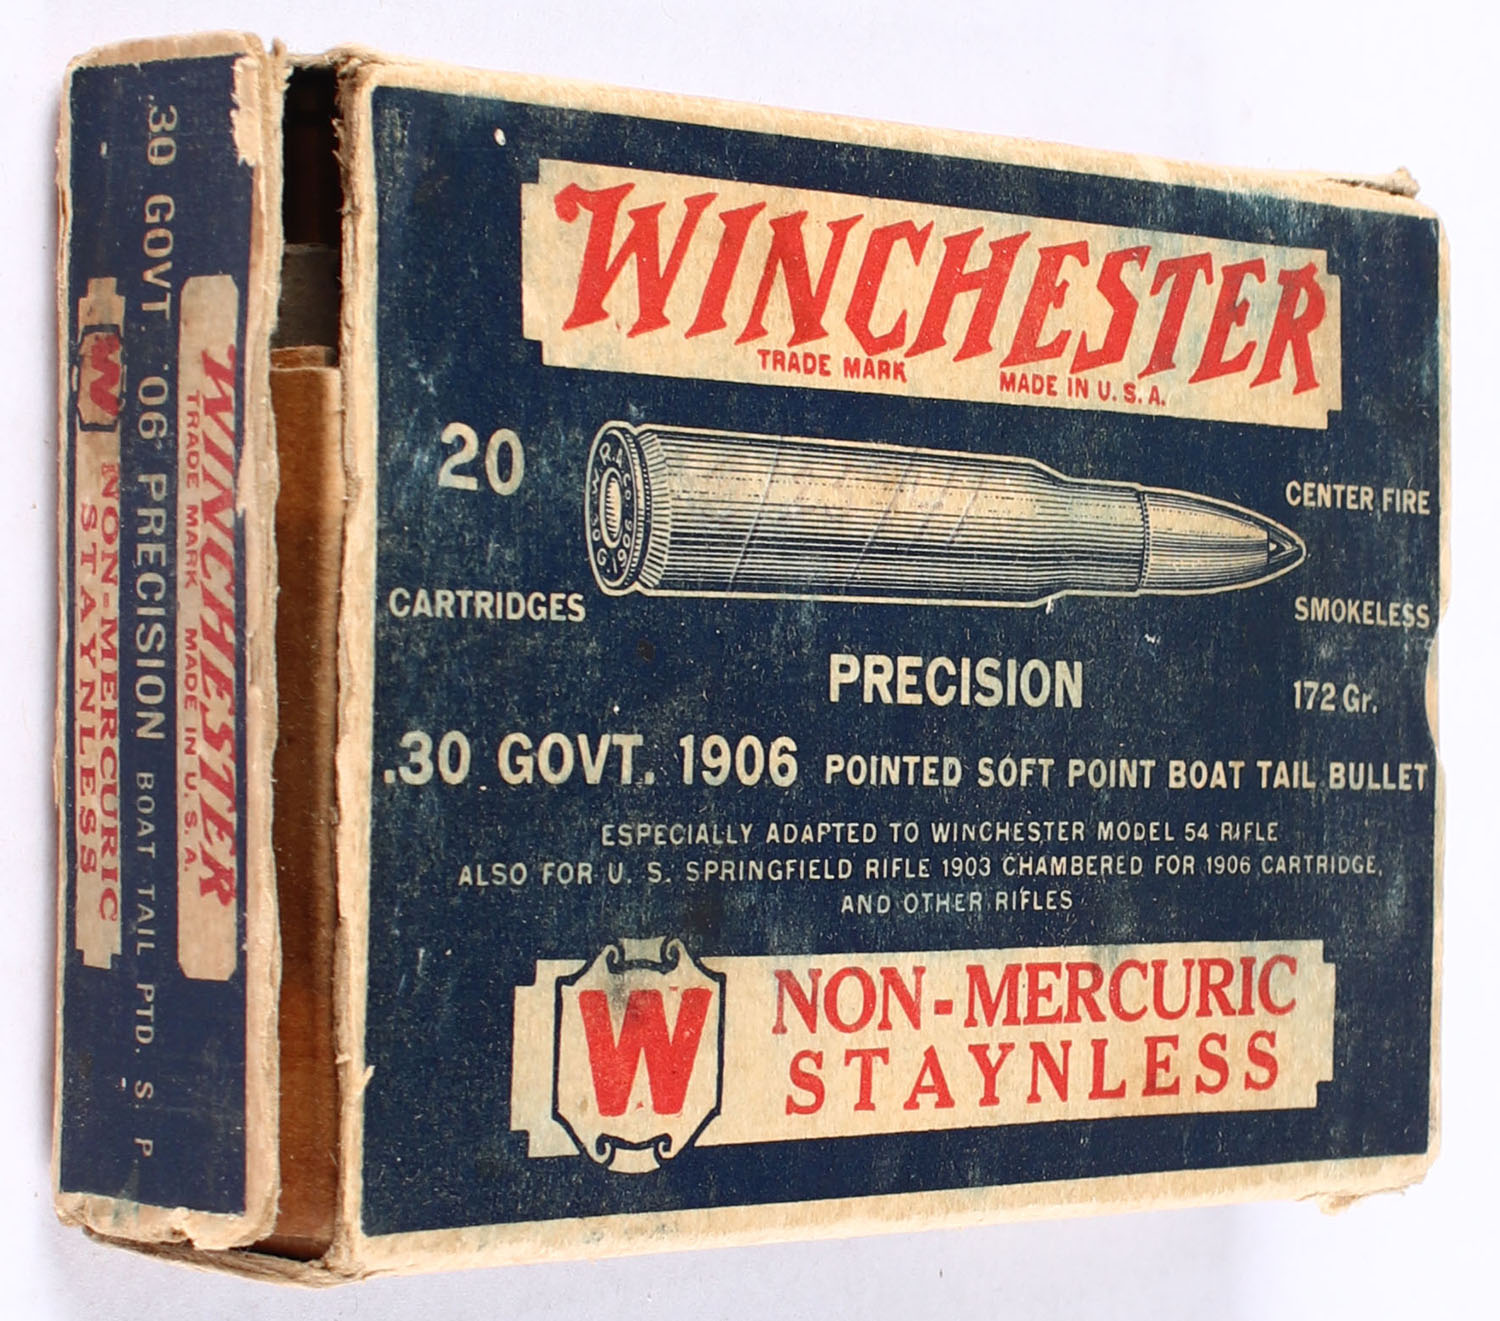 WINCHESTER
TRADE MARK MADE IN U.S.A.
20
CARTRIDGES
W.R.A.Co.
30 G. 1906
CENTER FIRE
SMOKELESS
PRECISION
172 Gr.
.30 GOVT. 1906 POINTED SOFT POINT BOAT TAIL BULLET
ESPECIALLY ADAPTED TO WINCHESTER MODEL 54 RIFLE
ALSO FOR U. S. SPRINGFIELD RIFLE 1903 CHAMBERED FOR 1906 CARTRIDGE,
AND OTHER RIFLES
W
NON-MERCURIC
STAYNLESS
WINCHESTER
TRADE MARK MADE IN U.S.A.
.30 GOVT. '06 PRECISION BOAT TAIL PTD. S. P
W
NON-MERCURIC
STAYNLESS